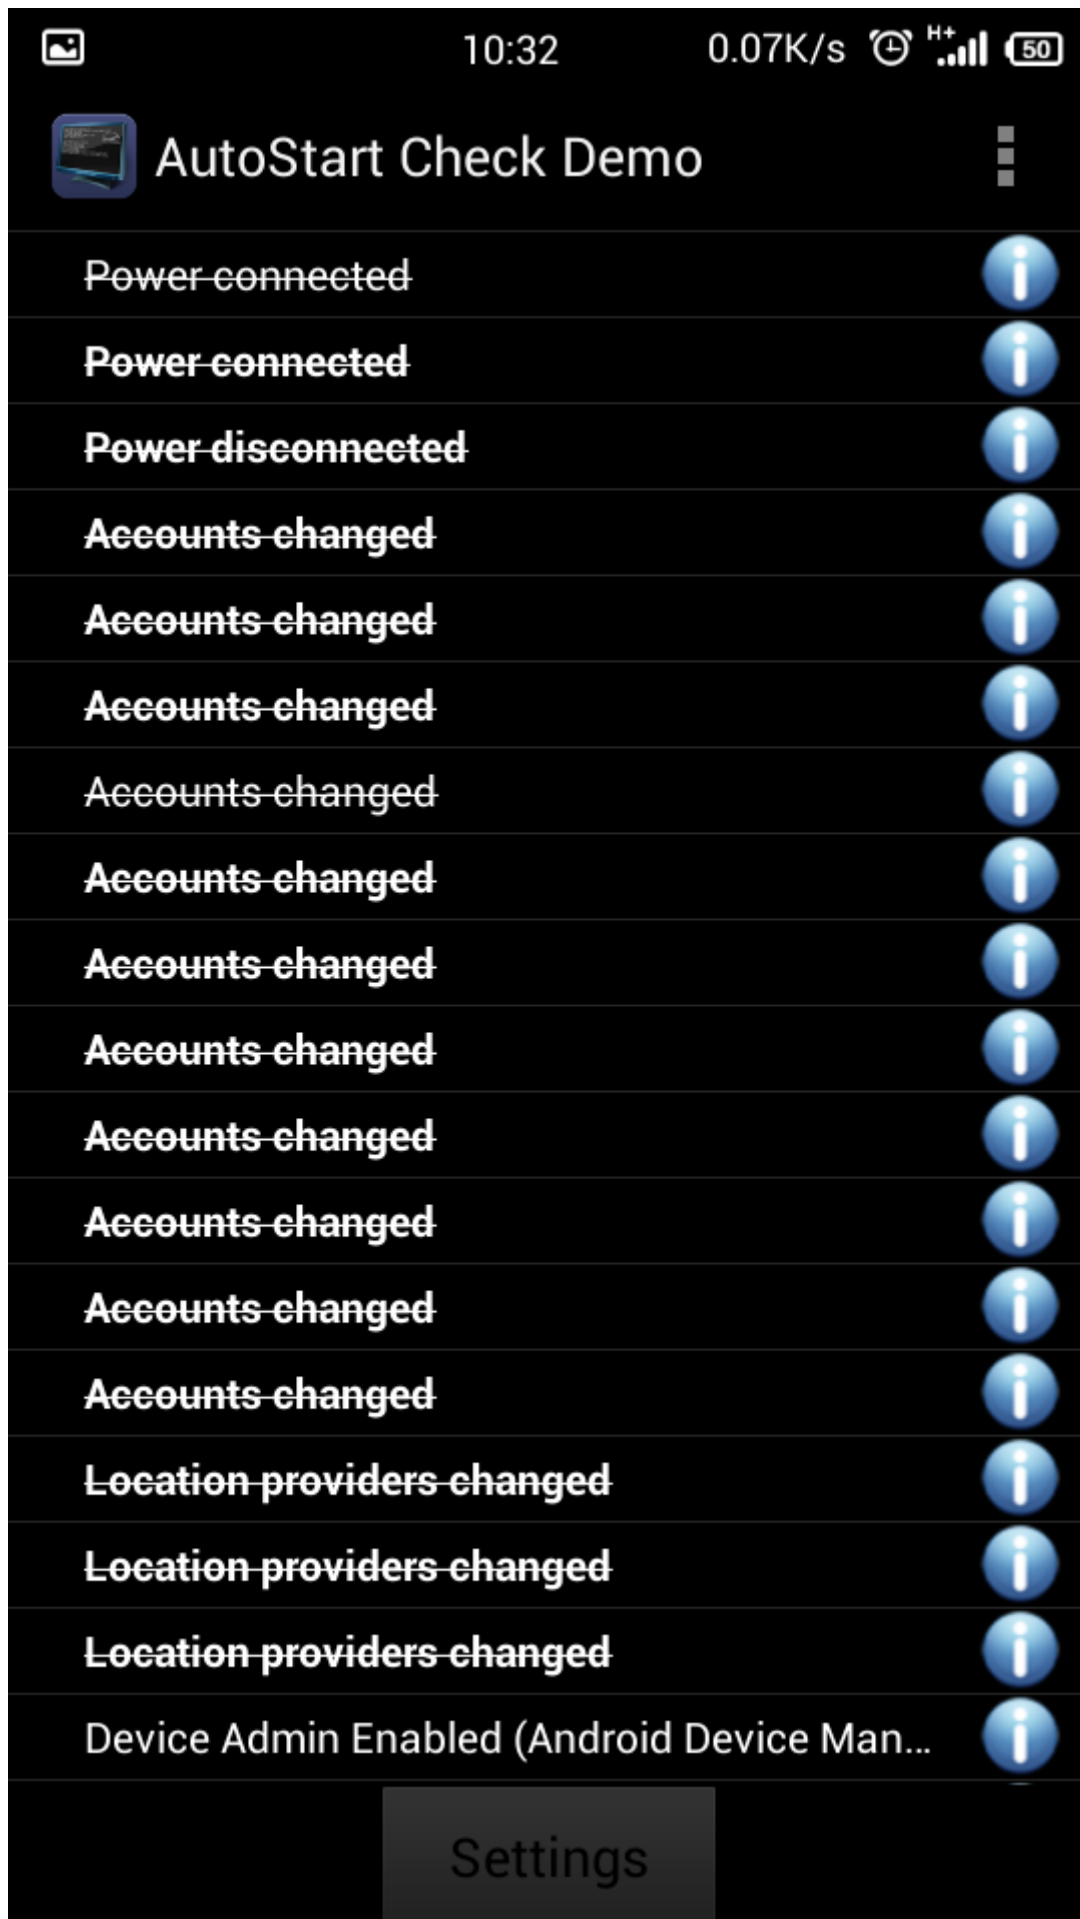 10:32 0.07K/s H+ 50
AutoStart Check Demo
Power connected
Power connected
Power disconnected
Accounts changed
Accounts changed
Accounts changed
Accounts changed
Accounts changed
Accounts changed
Accounts changed
Accounts changed
Accounts changed
Accounts changed
Accounts changed
Location providers changed
Location providers changed
Location providers changed
Device Admin Enabled (Android Device Man...
Settings